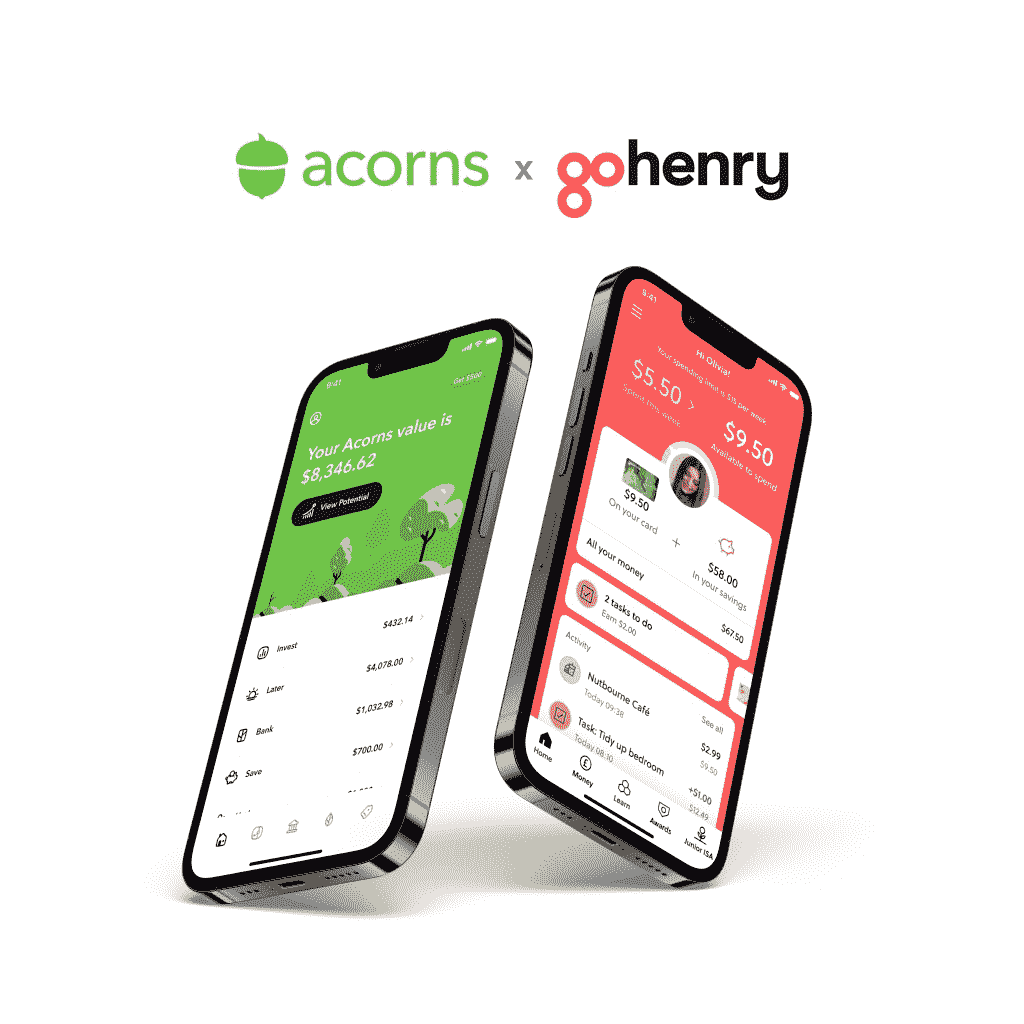 acorns x gohenry
9:41
Get $500
Your Acorns value is
$8,346.62
View Potential
Invest
$432.14
Later
$4,078.00
Bank
$1,032.98
Save
$700.00
9:41
Hi Olivia!
Your spending limit is $15 per week
$5.50
Spent this week
$9.50
Available to spend
$9.50
On your card
+
$58.00
In your savings
All your money
$67.50
2 tasks to do
Earn $2.00
Activity
See all
Nutbourne Café
$2.99
Today 09:38
$9.50
Task: Tidy up bedroom
+$1.00
Today 08:10
$12.49
Home
£
Money
Learn
Awards
Junior ISA